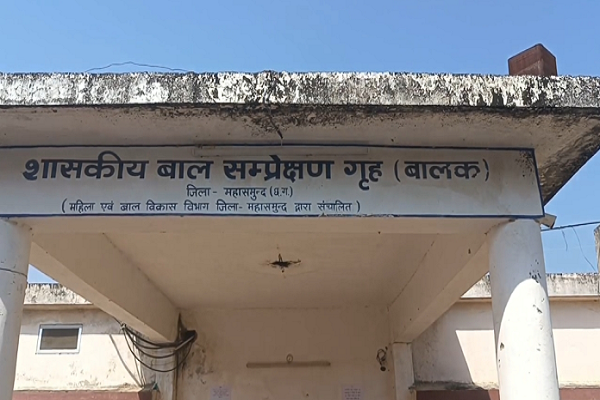 शासकीय बाल सम्प्रेक्षण गृह (बालक)
जिला- महासमुन्द (छ.ग.)
(महिला एवं बाल विकास विभाग जिला- महासमुन्द द्वारा संचालित)